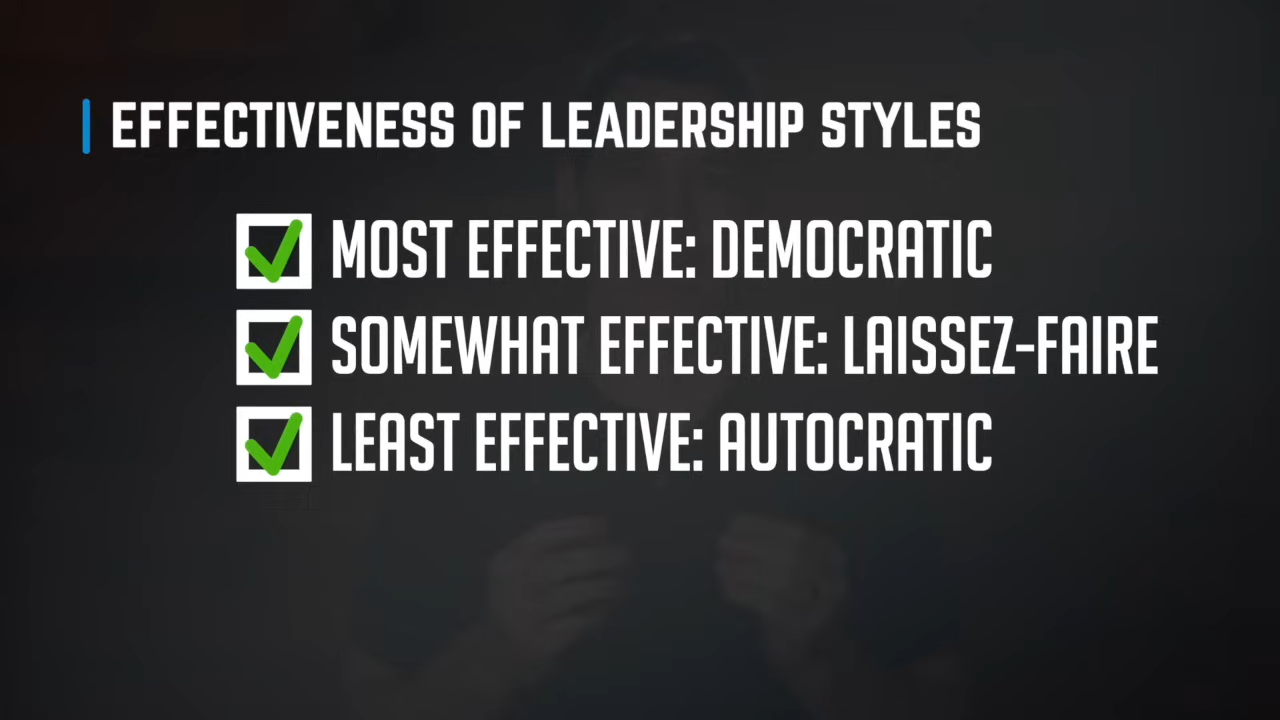 EFFECTIVENESS OF LEADERSHIP STYLES
MOST EFFECTIVE: DEMOCRATIC
SOMEWHAT EFFECTIVE: LAISSEZ-FAIRE
LEAST EFFECTIVE: AUTOCRATIC